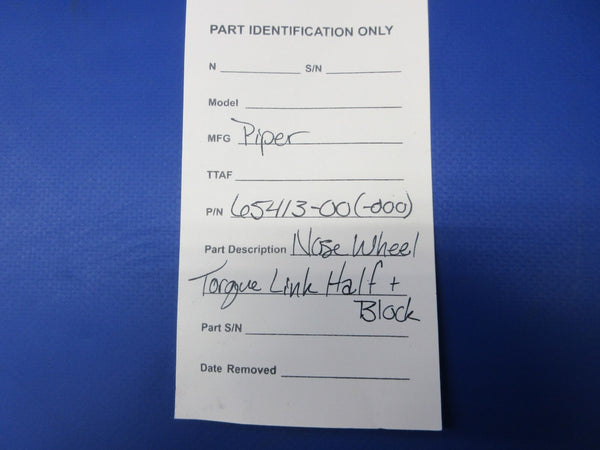 PART IDENTIFICATION ONLY
N S/N
Model
MFG Piper
TTAF
P/N 65413-00(-000)
Part Description Nose Wheel
Torque Link Half +
Block
Part S/N
Date Removed